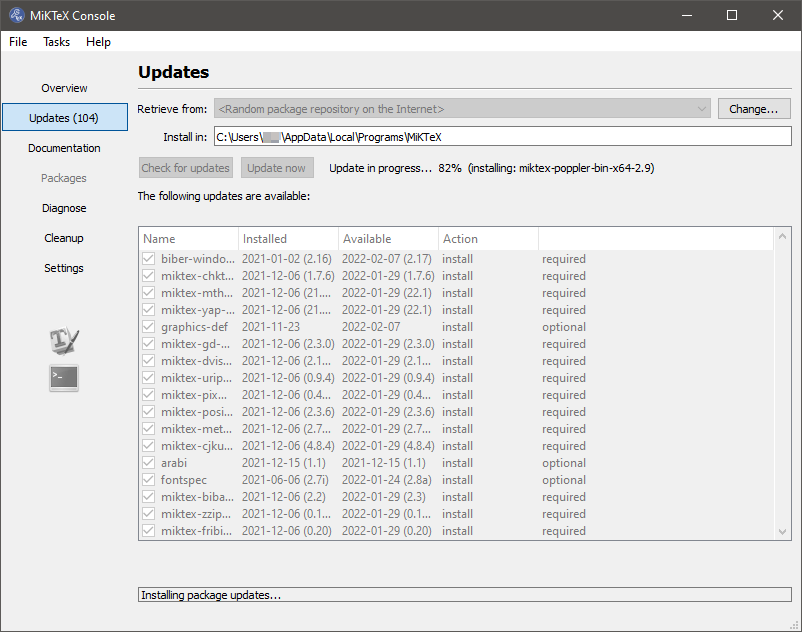 MiKTeX Console
File Tasks Help
Overview
Updates (104)
Documentation
Packages
Diagnose
Cleanup
Settings
Updates
Retrieve from: <Random package repository on the Internet> Change...
Install in: C:\Users\ \AppData\Local\Programs\MiKTeX
Check for updates Update now Update in progress... 82% (installing: miktex-poppler-bin-x64-2.9)
The following updates are available:
Name Installed Available Action
biber-windo... 2021-01-02 (2.16) 2022-02-07 (2.17) install required
miktex-chkt... 2021-12-06 (1.7.6) 2022-01-29 (1.7.6) install required
miktex-mth... 2021-12-06 (21.... 2022-01-29 (22.1) install required
miktex-yap-... 2021-12-06 (21.... 2022-01-29 (22.1) install required
graphics-def 2021-11-23 2022-02-07 install optional
miktex-gd-... 2021-12-06 (2.3.0) 2022-01-29 (2.3.0) install required
miktex-dvis... 2021-12-06 (2.1... 2022-01-29 (2.1... install required
miktex-urip... 2021-12-06 (0.9.4) 2022-01-29 (0.9.4) install required
miktex-pix... 2021-12-06 (0.4... 2022-01-29 (0.4... install required
miktex-posi... 2021-12-06 (2.3.6) 2022-01-29 (2.3.6) install required
miktex-met... 2021-12-06 (2.7... 2022-01-29 (2.7... install required
miktex-cjku... 2021-12-06 (4.8.4) 2022-01-29 (4.8.4) install required
arabi 2021-12-15 (1.1) 2021-12-15 (1.1) install optional
fontspec 2021-06-06 (2.7i) 2022-01-24 (2.8a) install optional
miktex-biba... 2021-12-06 (2.2) 2022-01-29 (2.3) install required
miktex-zzip... 2021-12-06 (0.1... 2022-01-29 (0.1... install required
miktex-fribi... 2021-12-06 (0.20) 2022-01-29 (0.20) install required
Installing package updates...